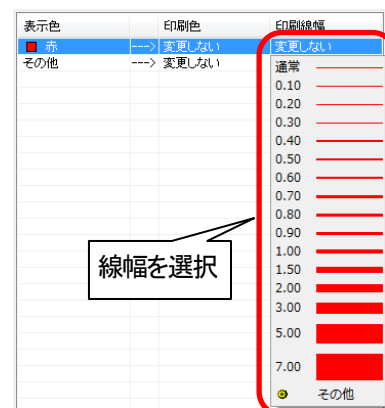 表示色 印刷色 印刷線幅
赤 ---> 変更しない 変更しない
その他 ---> 変更しない
通常
0.10
0.20
0.30
0.40
0.50
0.60
0.70
0.80
0.90
1.00
1.50
2.00
3.00
5.00
7.00
その他
線幅を選択